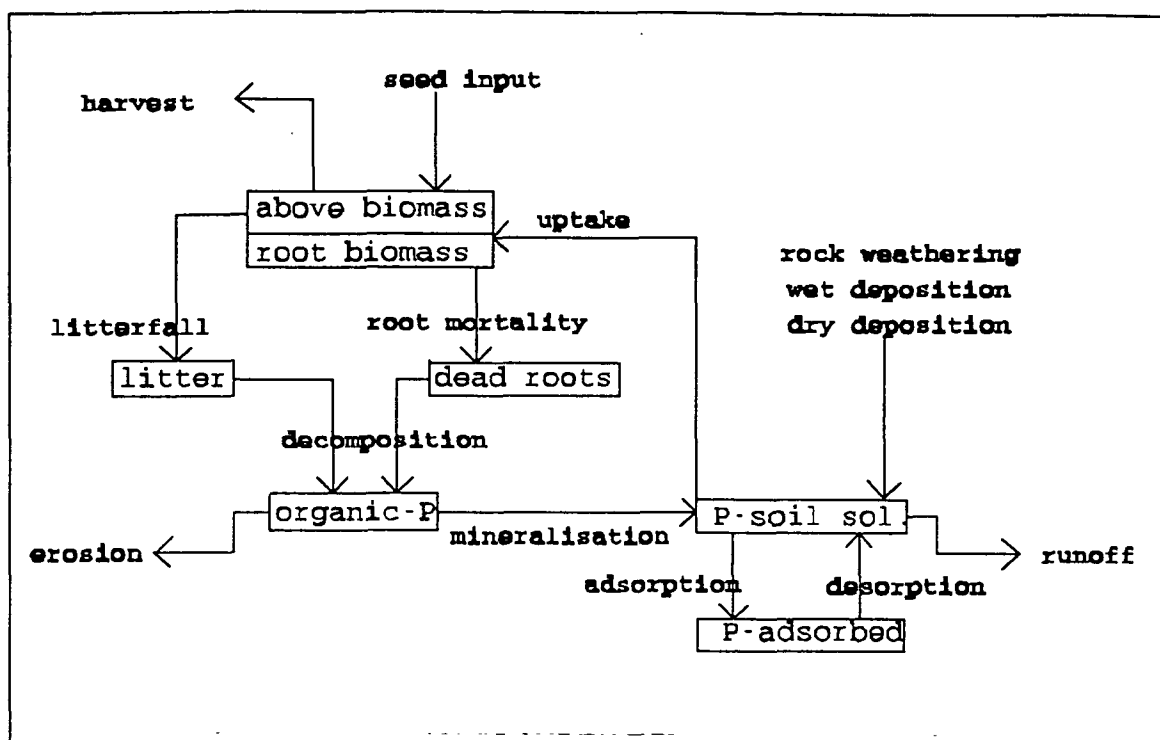 seed input
harvest
above biomass
uptake
root biomass
rock weathering
wet deposition
dry deposition
litterfall
root mortality
litter
dead roots
decomposition
organic-P
P-soil sol
mineralisation
erosion
runoff
adsorption
desorption
P-adsorbed